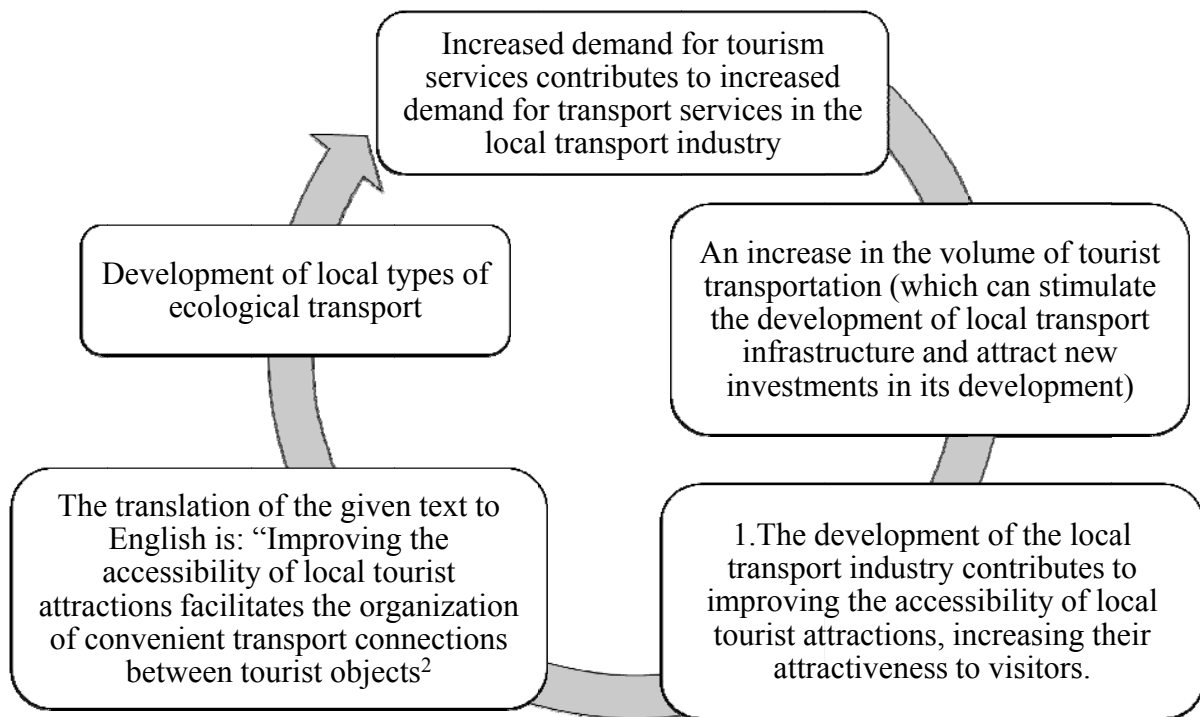 Increased demand for tourism
services contributes to increased
demand for transport services in the
local transport industry
An increase in the volume of tourist
transportation (which can stimulate
the development of local transport
infrastructure and attract new
investments in its development)
1.The development of the local
transport industry contributes to
improving the accessibility of local
tourist attractions, increasing their
attractiveness to visitors.
The translation of the given text to
English is: “Improving the
accessibility of local tourist
attractions facilitates the organization
of convenient transport connections
between tourist objects²
Development of local types of
ecological transport